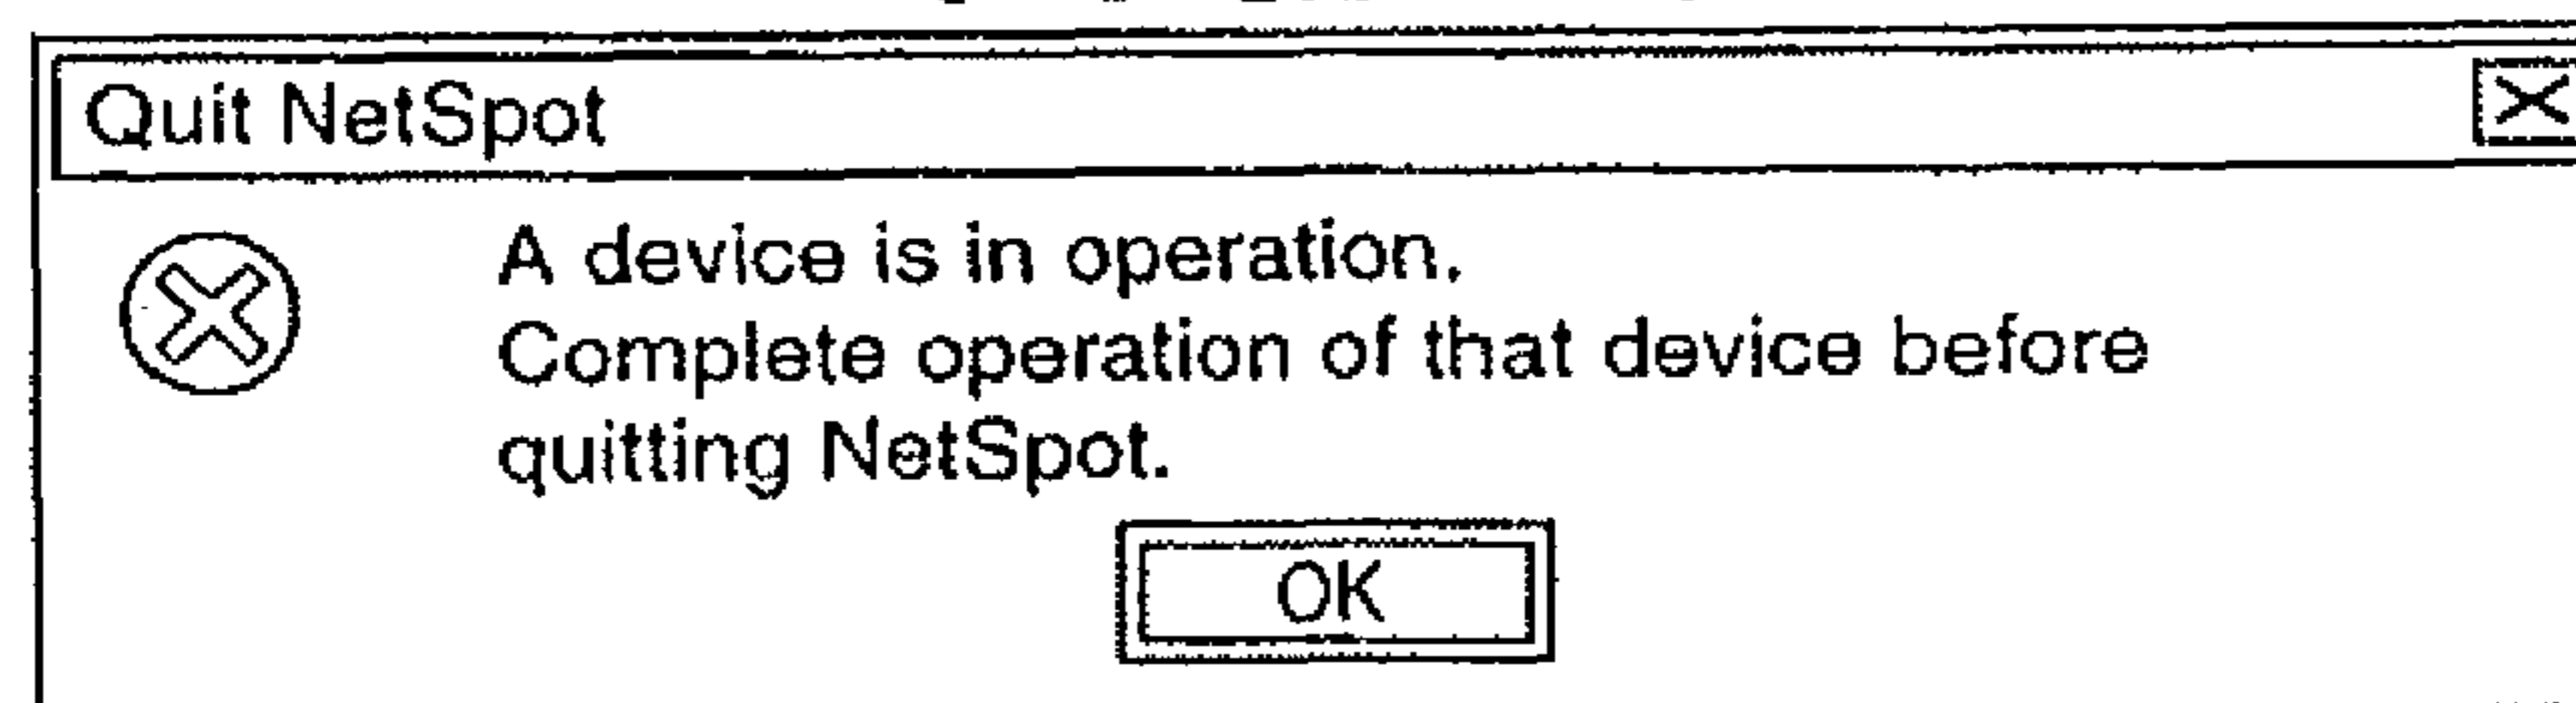 Quit NetSpot
A device is in operation.
Complete operation of that device before
quitting NetSpot.
OK